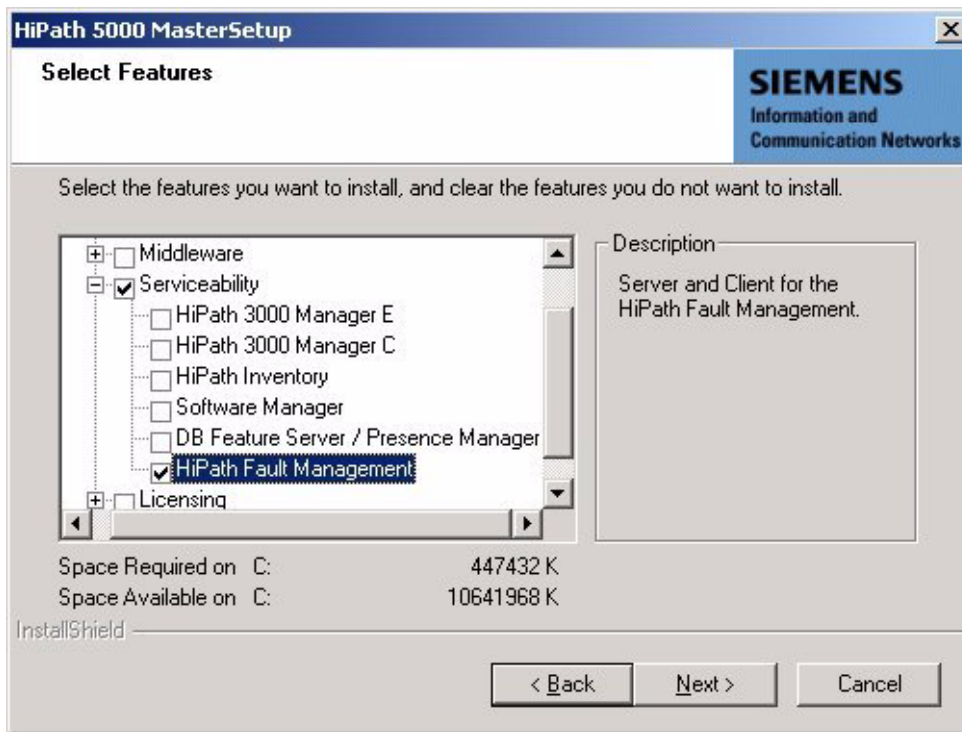 HiPath 5000 MasterSetup
Select Features
SIEMENS
Information and
Communication Networks
Select the features you want to install, and clear the features you do not want to install.
Middleware
Serviceability
HiPath 3000 Manager E
HiPath 3000 Manager C
HiPath Inventory
Software Manager
DB Feature Server / Presence Manager
HiPath Fault Management
Licensing
Description
Server and Client for the
HiPath Fault Management.
Space Required on C: 447432 K
Space Available on C: 10641968 K
InstallShield
< Back Next > Cancel